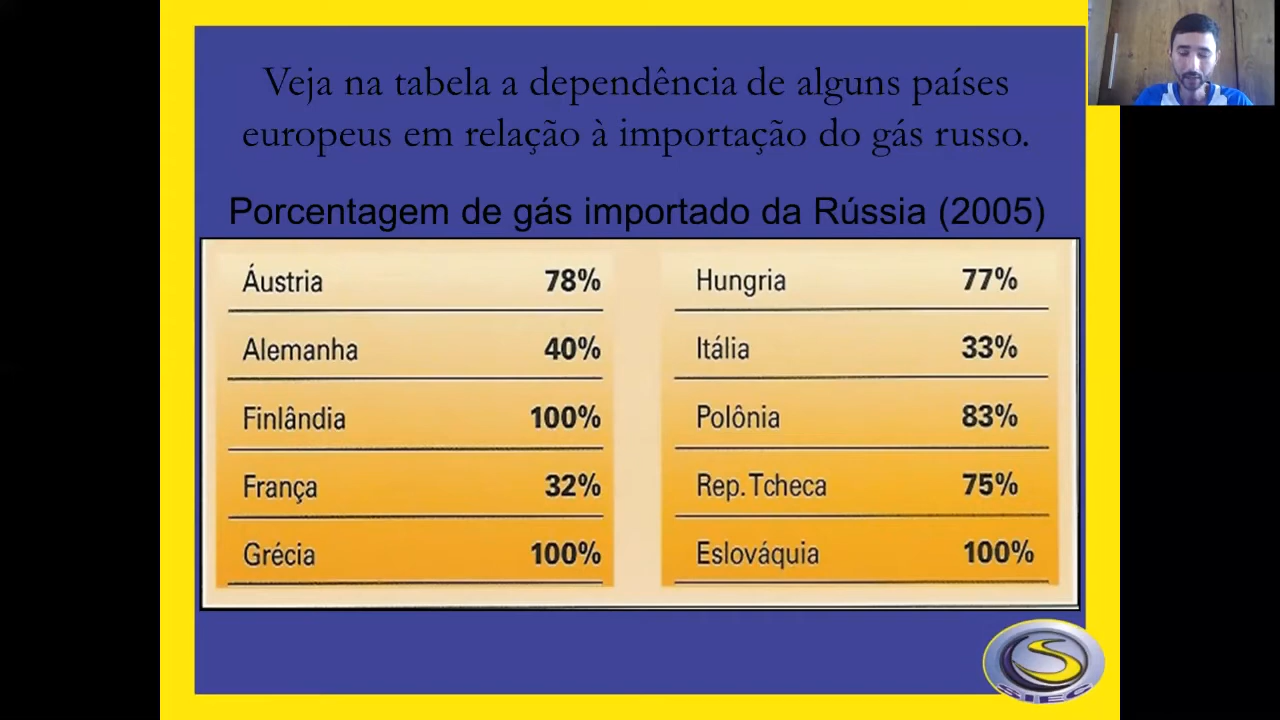 Veja na tabela a dependência de alguns países
europeus em relação à importação do gás russo.
Porcentagem de gás importado da Rússia (2005)
Áustria 78%
Alemanha 40%
Finlândia 100%
França 32%
Grécia 100%
Hungria 77%
Itália 33%
Polônia 83%
Rep. Tcheca 75%
Eslováquia 100%
SIEC